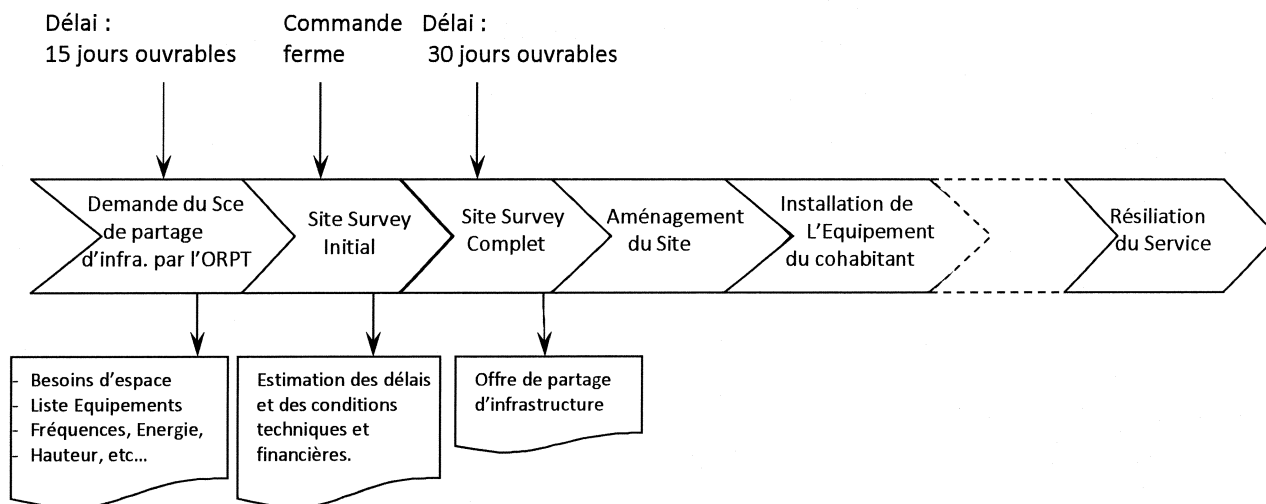 Délai :
15 jours ouvrables
Commande
ferme
Délai :
30 jours ouvrables
Demande du Sce
de partage
d'infra. par l'ORPT
Site Survey
Initial
Site Survey
Complet
Aménagement
du Site
Installation de
L'Equipement
du cohabitant
Résiliation
du Service
- Besoins d'espace
- Liste Equipements
- Fréquences, Energie,
- Hauteur, etc...
Estimation des délais
et des conditions
techniques et
financières.
Offre de partage
d'infrastructure